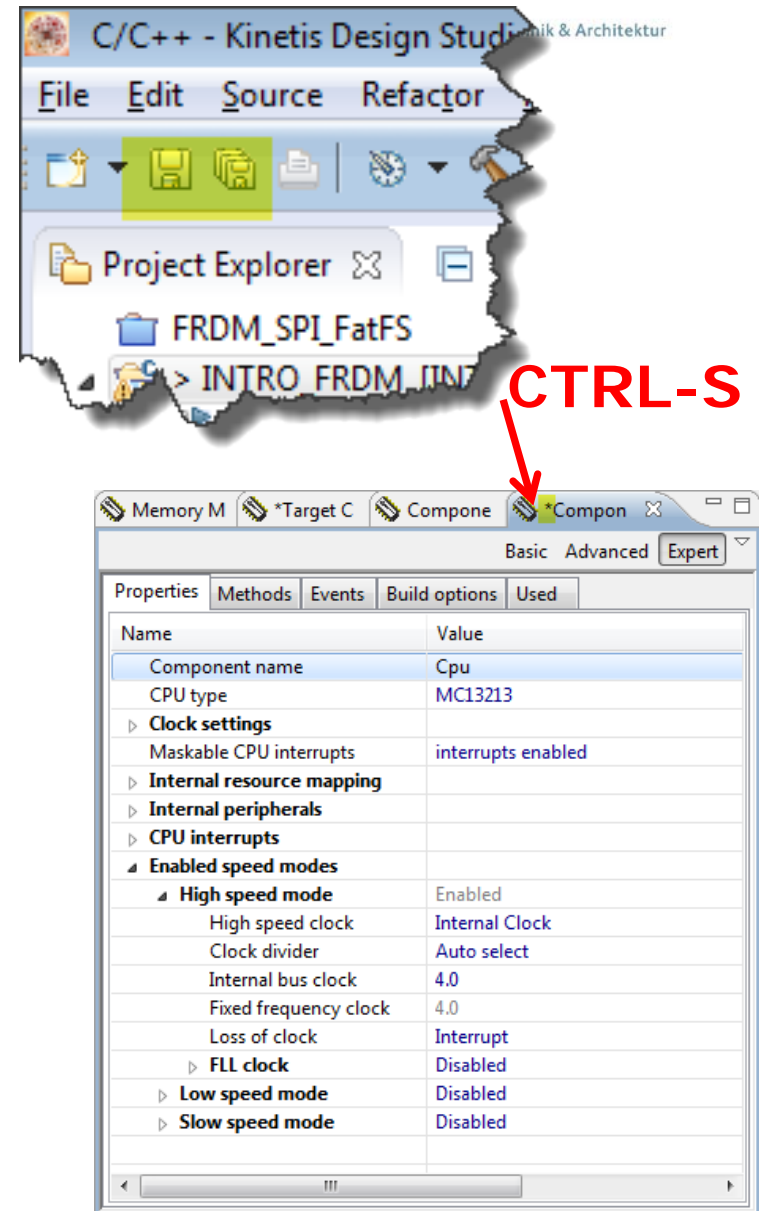 C/C++ - Kinetis Design Studi
nik & Architektur
File Edit Source Refactor
Project Explorer
FRDM_SPI_FatFS
> INTRO_FRDM_[INT
CTRL-S
Memory M *Target C Compone *Compon
Basic Advanced Expert
Properties Methods Events Build options Used
Name Value
Component name Cpu
CPU type MC13213
Clock settings
Maskable CPU interrupts interrupts enabled
Internal resource mapping
Internal peripherals
CPU interrupts
Enabled speed modes
High speed mode Enabled
High speed clock Internal Clock
Clock divider Auto select
Internal bus clock 4.0
Fixed frequency clock 4.0
Loss of clock Interrupt
FLL clock Disabled
Low speed mode Disabled
Slow speed mode Disabled